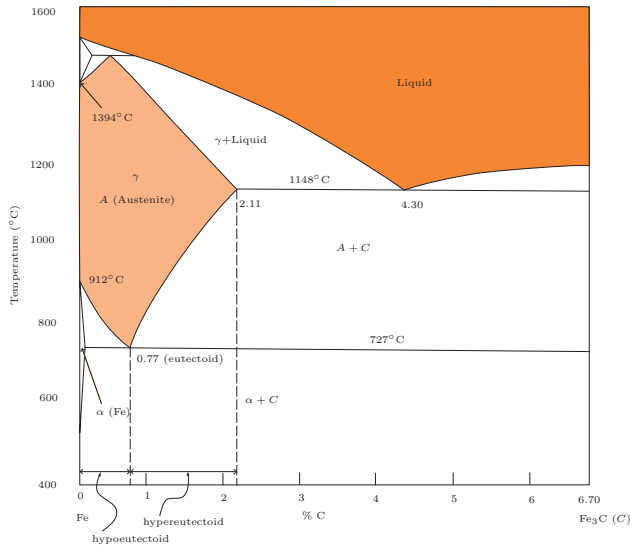 1600
1400
1200
1000
800
600
400
Temperature (°C)
Liquid
1394°C
γ+Liquid
γ
A (Austenite)
1148°C
2.11
4.30
A + C
912°C
727°C
0.77 (eutectoid)
α (Fe)
α + C
0 1 2 3 4 5 6 6.70
Fe
% C
Fe₃C (C)
hypereutectoid
hypoeutectoid